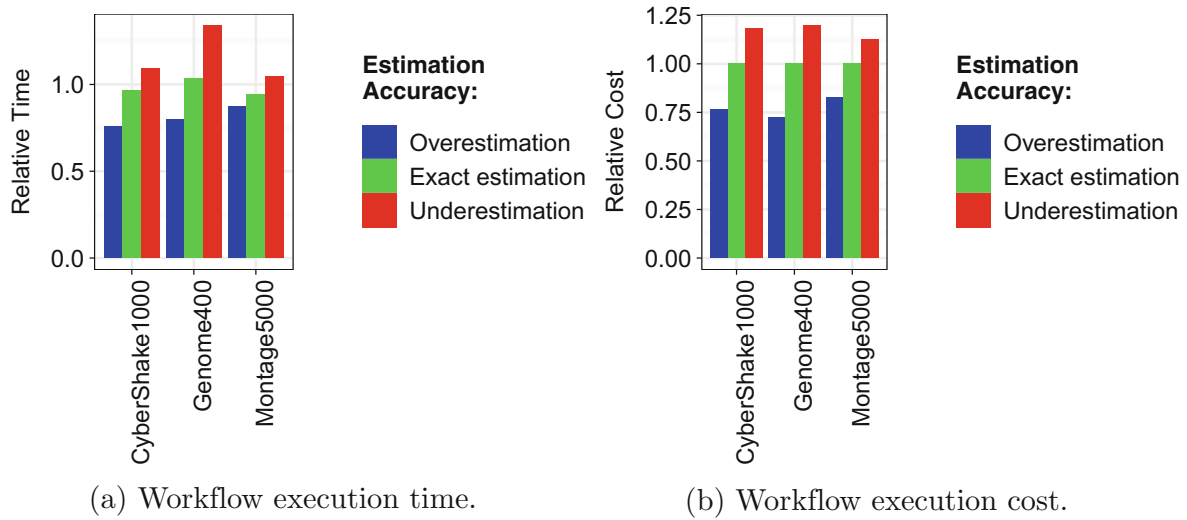 Relative Time
1.0
0.5
0.0
CyberShake1000
Genome400
Montage5000
Estimation
Accuracy:
Overestimation
Exact estimation
Underestimation
(a) Workflow execution time.
Relative Cost
1.25
1.00
0.75
0.50
0.25
0.00
CyberShake1000
Genome400
Montage5000
Estimation
Accuracy:
Overestimation
Exact estimation
Underestimation
(b) Workflow execution cost.